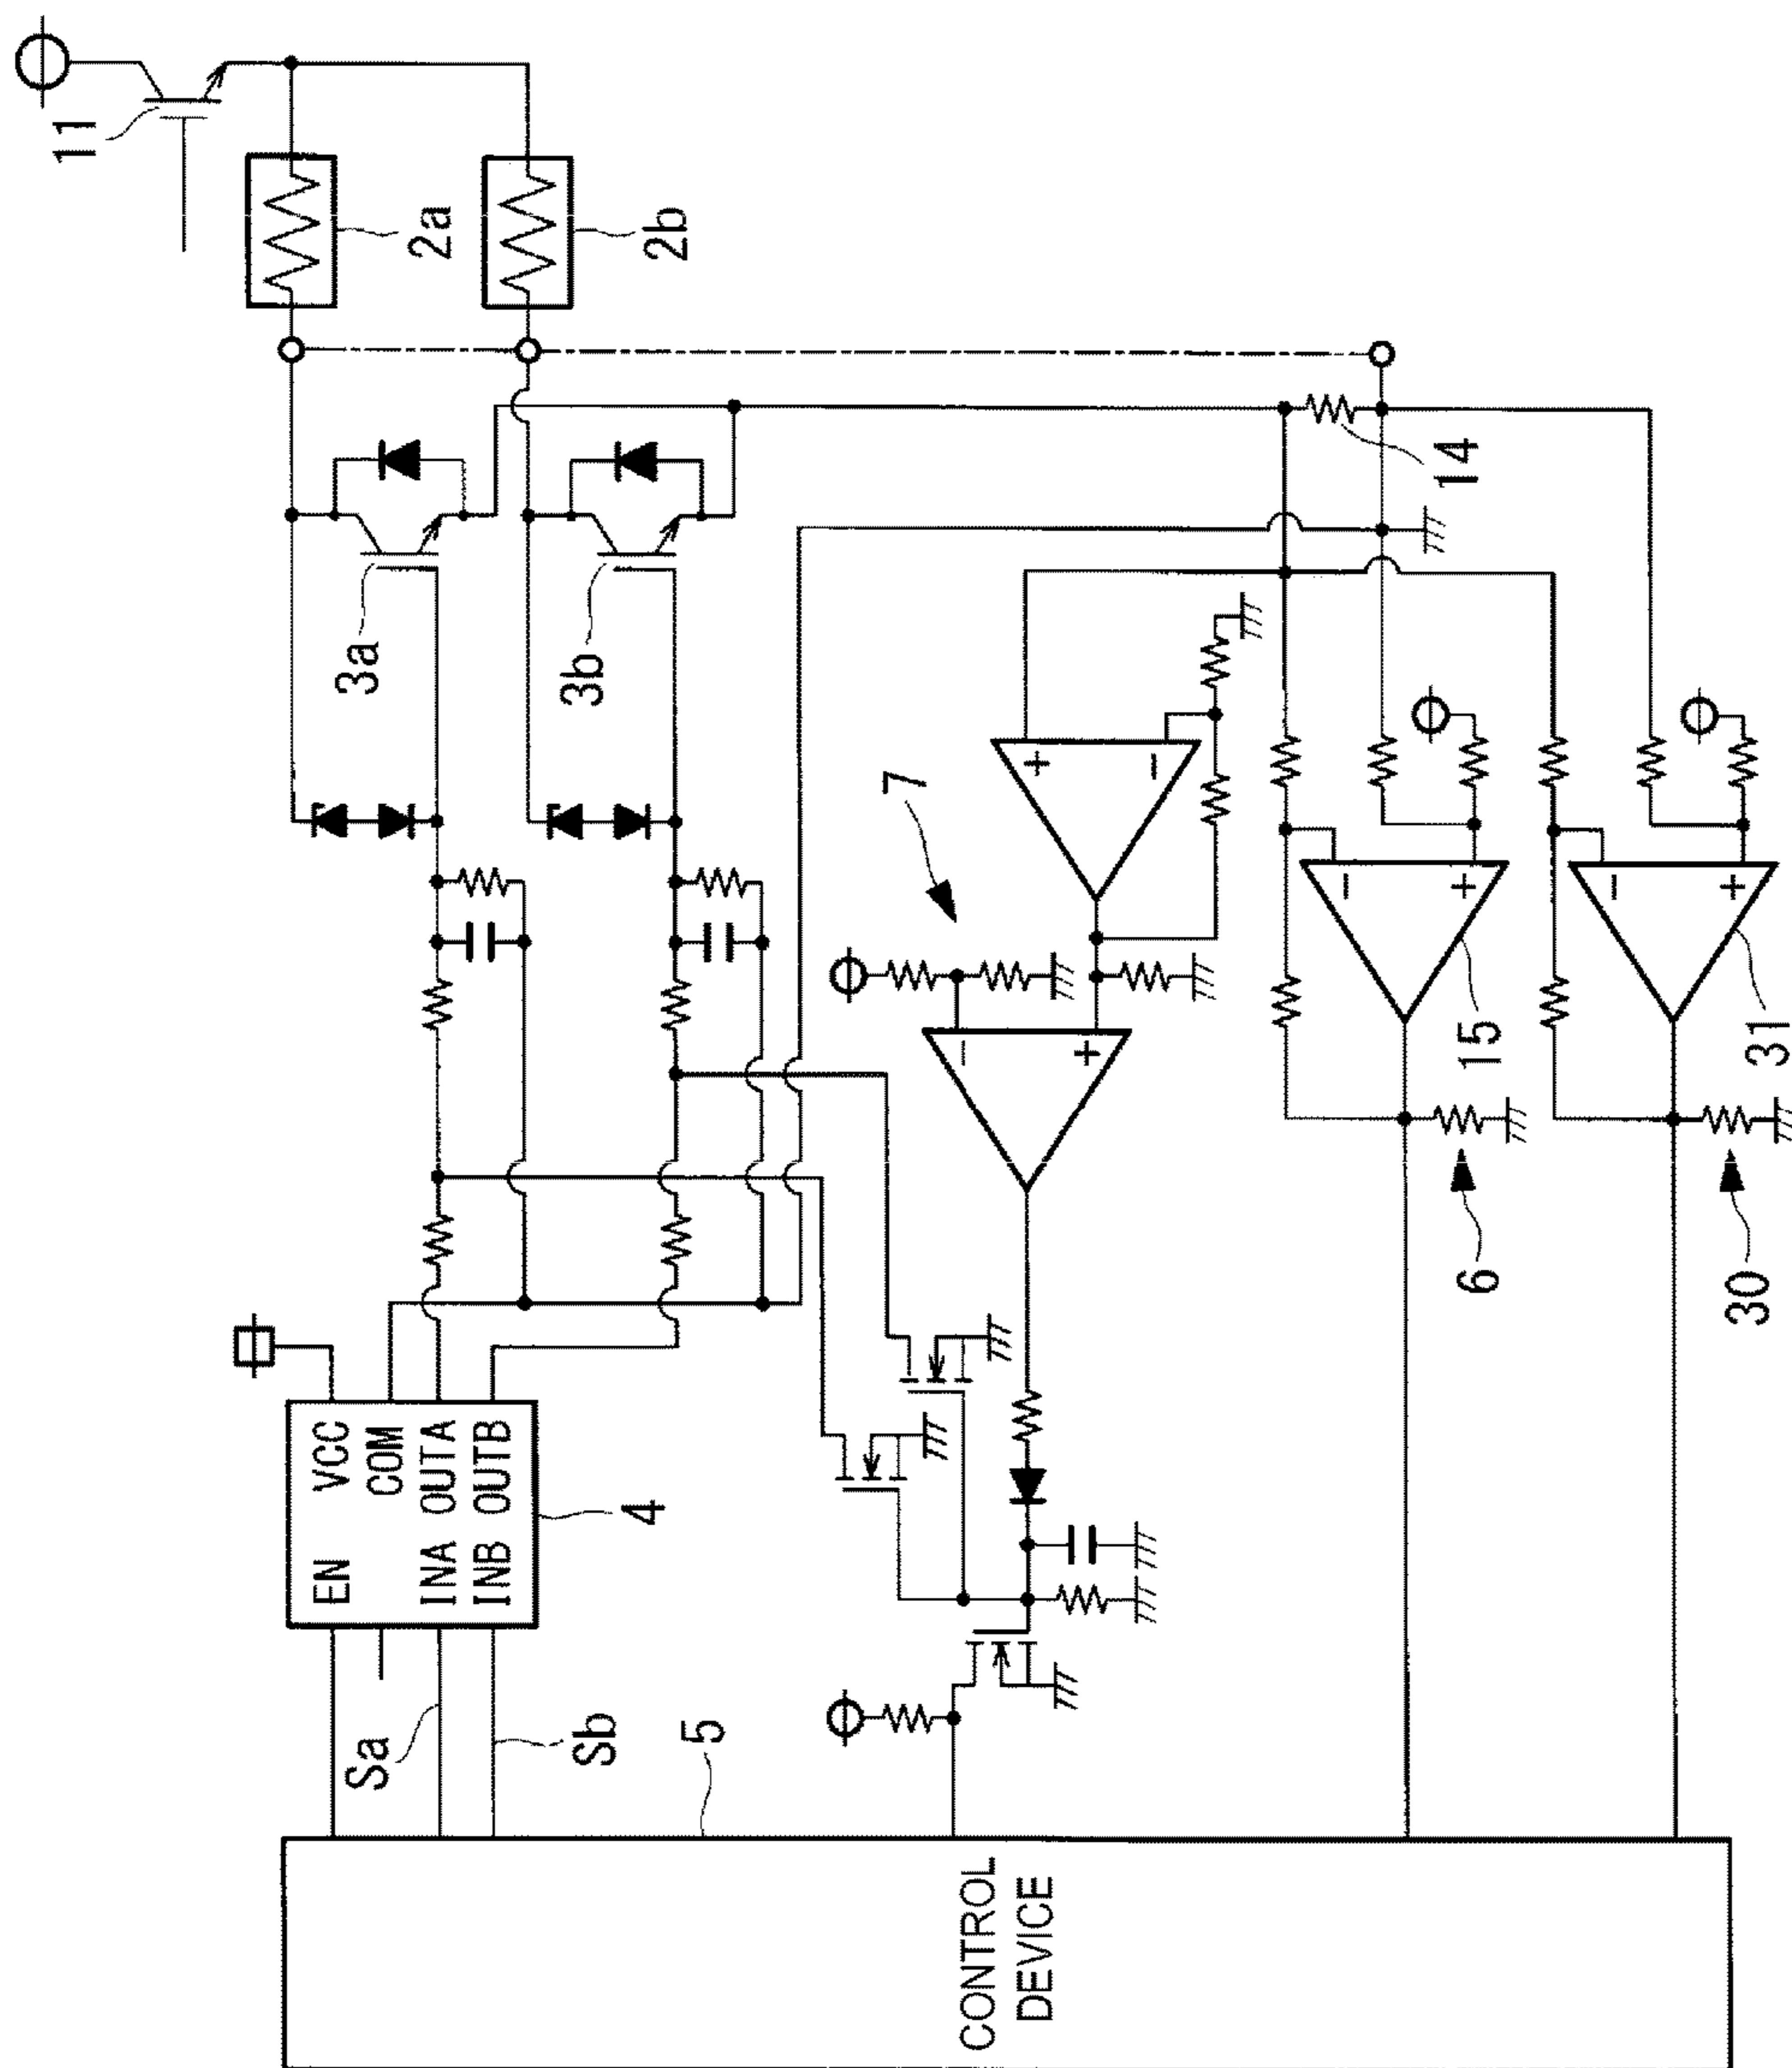 11
2a
2b
3a
3b
14
7
15
31
6
30
VCC
COM
EN
INA OUTA
INB OUTB
4
Sa
Sb
5
CONTROL
DEVICE
+
−
−
+
−
+
−
+